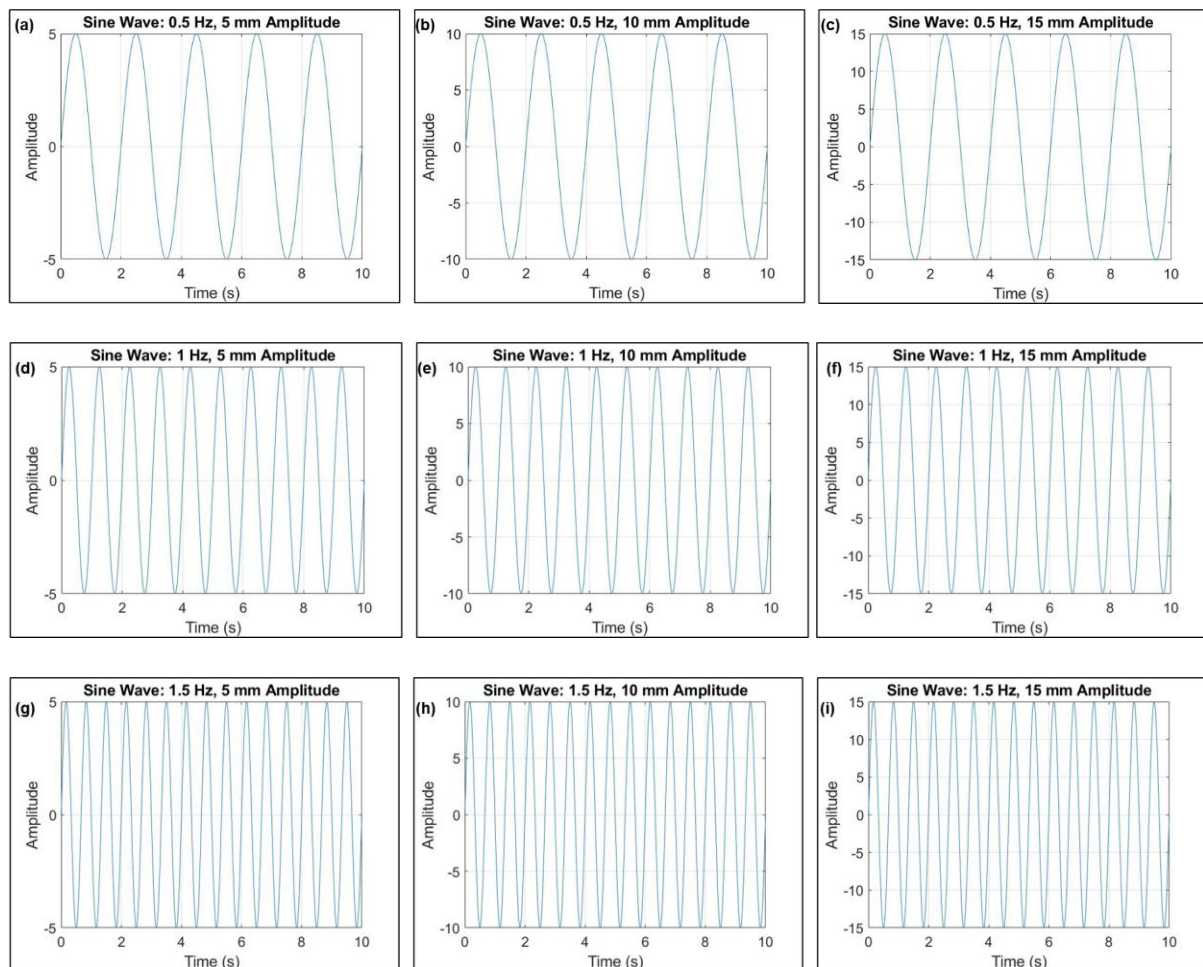 (a)
Sine Wave: 0.5 Hz, 5 mm Amplitude
5
0
-5
Amplitude
0 2 4 6 8 10
Time (s)
(b)
Sine Wave: 0.5 Hz, 10 mm Amplitude
10
5
0
-5
-10
Amplitude
0 2 4 6 8 10
Time (s)
(c)
Sine Wave: 0.5 Hz, 15 mm Amplitude
15
10
5
0
-5
-10
-15
Amplitude
0 2 4 6 8 10
Time (s)
(d)
Sine Wave: 1 Hz, 5 mm Amplitude
5
0
-5
Amplitude
0 2 4 6 8 10
Time (s)
(e)
Sine Wave: 1 Hz, 10 mm Amplitude
10
5
0
-5
-10
Amplitude
0 2 4 6 8 10
Time (s)
(f)
Sine Wave: 1 Hz, 15 mm Amplitude
15
10
5
0
-5
-10
-15
Amplitude
0 2 4 6 8 10
Time (s)
(g)
Sine Wave: 1.5 Hz, 5 mm Amplitude
5
0
-5
Amplitude
0 2 4 6 8 10
Time (s)
(h)
Sine Wave: 1.5 Hz, 10 mm Amplitude
10
5
0
-5
-10
Amplitude
0 2 4 6 8 10
Time (s)
(i)
Sine Wave: 1.5 Hz, 15 mm Amplitude
15
10
5
0
-5
-10
-15
Amplitude
0 2 4 6 8 10
Time (s)